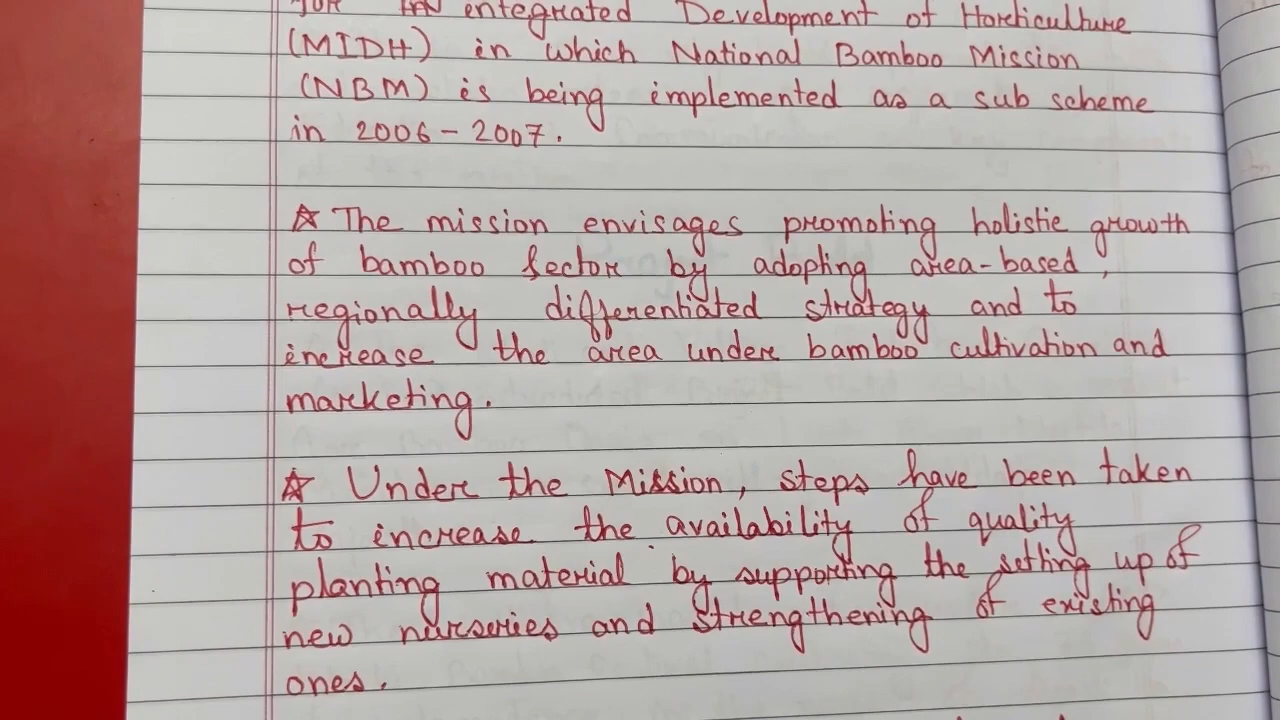 for entegrated Development of Horticulture
(MIDH) in which National Bamboo Mission
(NBM) is being implemented as a sub scheme
in 2006-2007.
☆ The mission envisages promoting holistic growth
of bamboo sector by adopting area-based,
regionally differentiated strategy and to
increase the area under bamboo cultivation and
marketing.
☆ Under the Mission, steps have been taken
to increase the availability of quality
planting material by supporting the setting up of
new nurseries and strengthening of existing
ones.